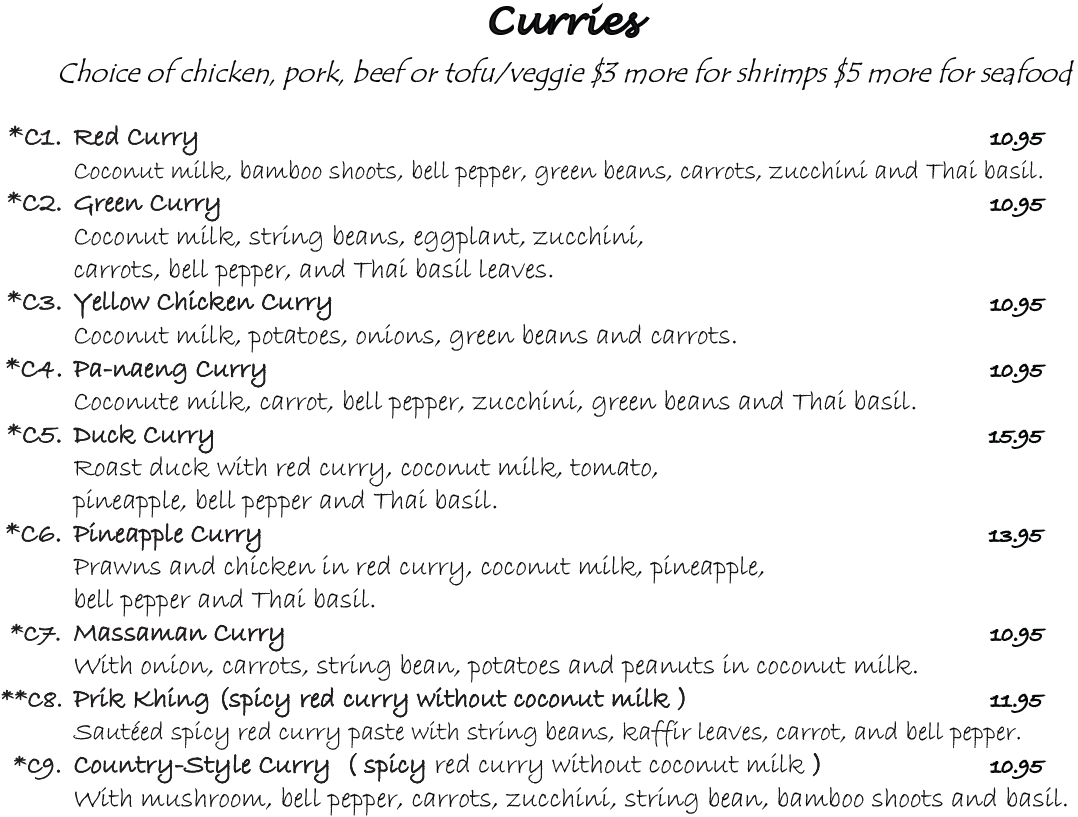 Curries
Choice of chicken, pork, beef or tofu/veggie $3 more for shrimps $5 more for seafood
*C1. Red Curry 10.95
Coconut milk, bamboo shoots, bell pepper, green beans, carrots, zucchini and Thai basil.
*C2. Green Curry 10.95
Coconut milk, string beans, eggplant, zucchini,
carrots, bell pepper, and Thai basil leaves.
*C3. Yellow Chicken Curry 10.95
Coconut milk, potatoes, onions, green beans and carrots.
*C4. Pa-naeng Curry 10.95
Coconute milk, carrot, bell pepper, zucchini, green beans and Thai basil.
*C5. Duck Curry 15.95
Roast duck with red curry, coconut milk, tomato,
pineapple, bell pepper and Thai basil.
*C6. Pineapple Curry 13.95
Prawns and chicken in red curry, coconut milk, pineapple,
bell pepper and Thai basil.
*C7. Massaman Curry 10.95
With onion, carrots, string bean, potatoes and peanuts in coconut milk.
**C8. Prik Khing (spicy red curry without coconut milk ) 11.95
Sautéed spicy red curry paste with string beans, kaffir leaves, carrot, and bell pepper.
*C9. Country-Style Curry ( spicy red curry without coconut milk ) 10.95
With mushroom, bell pepper, carrots, zucchini, string bean, bamboo shoots and basil.